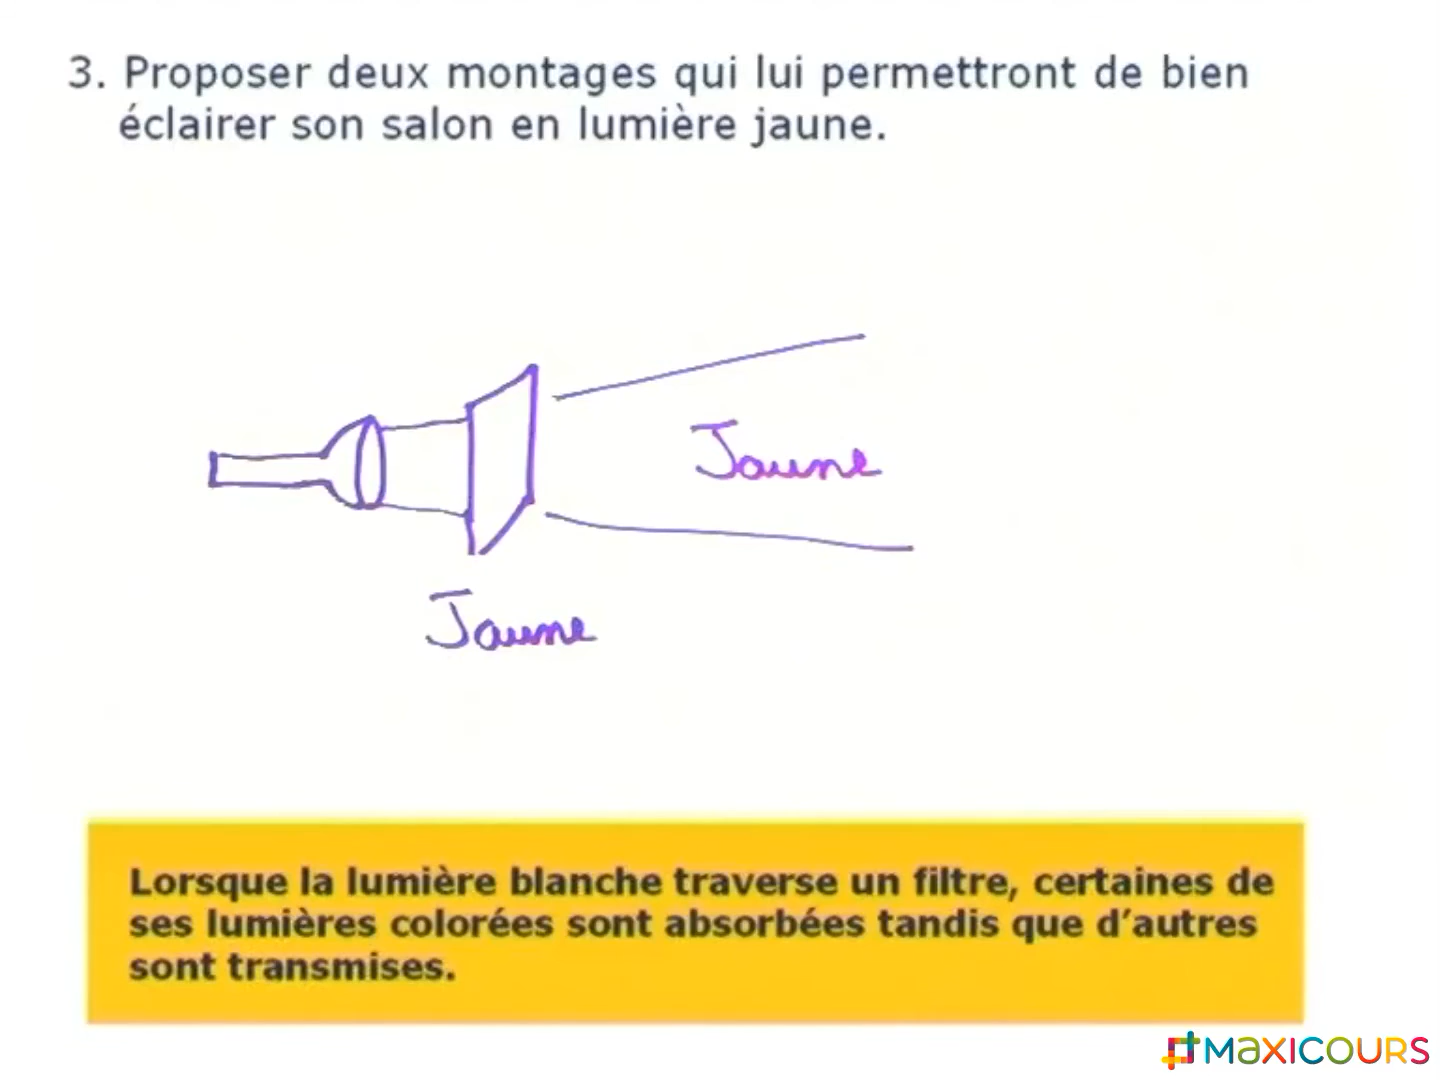 3. Proposer deux montages qui lui permettront de bien
éclairer son salon en lumière jaune.
Jaune
Jaune
Lorsque la lumière blanche traverse un filtre, certaines de
ses lumières colorées sont absorbées tandis que d’autres
sont transmises.
MAXICOURS